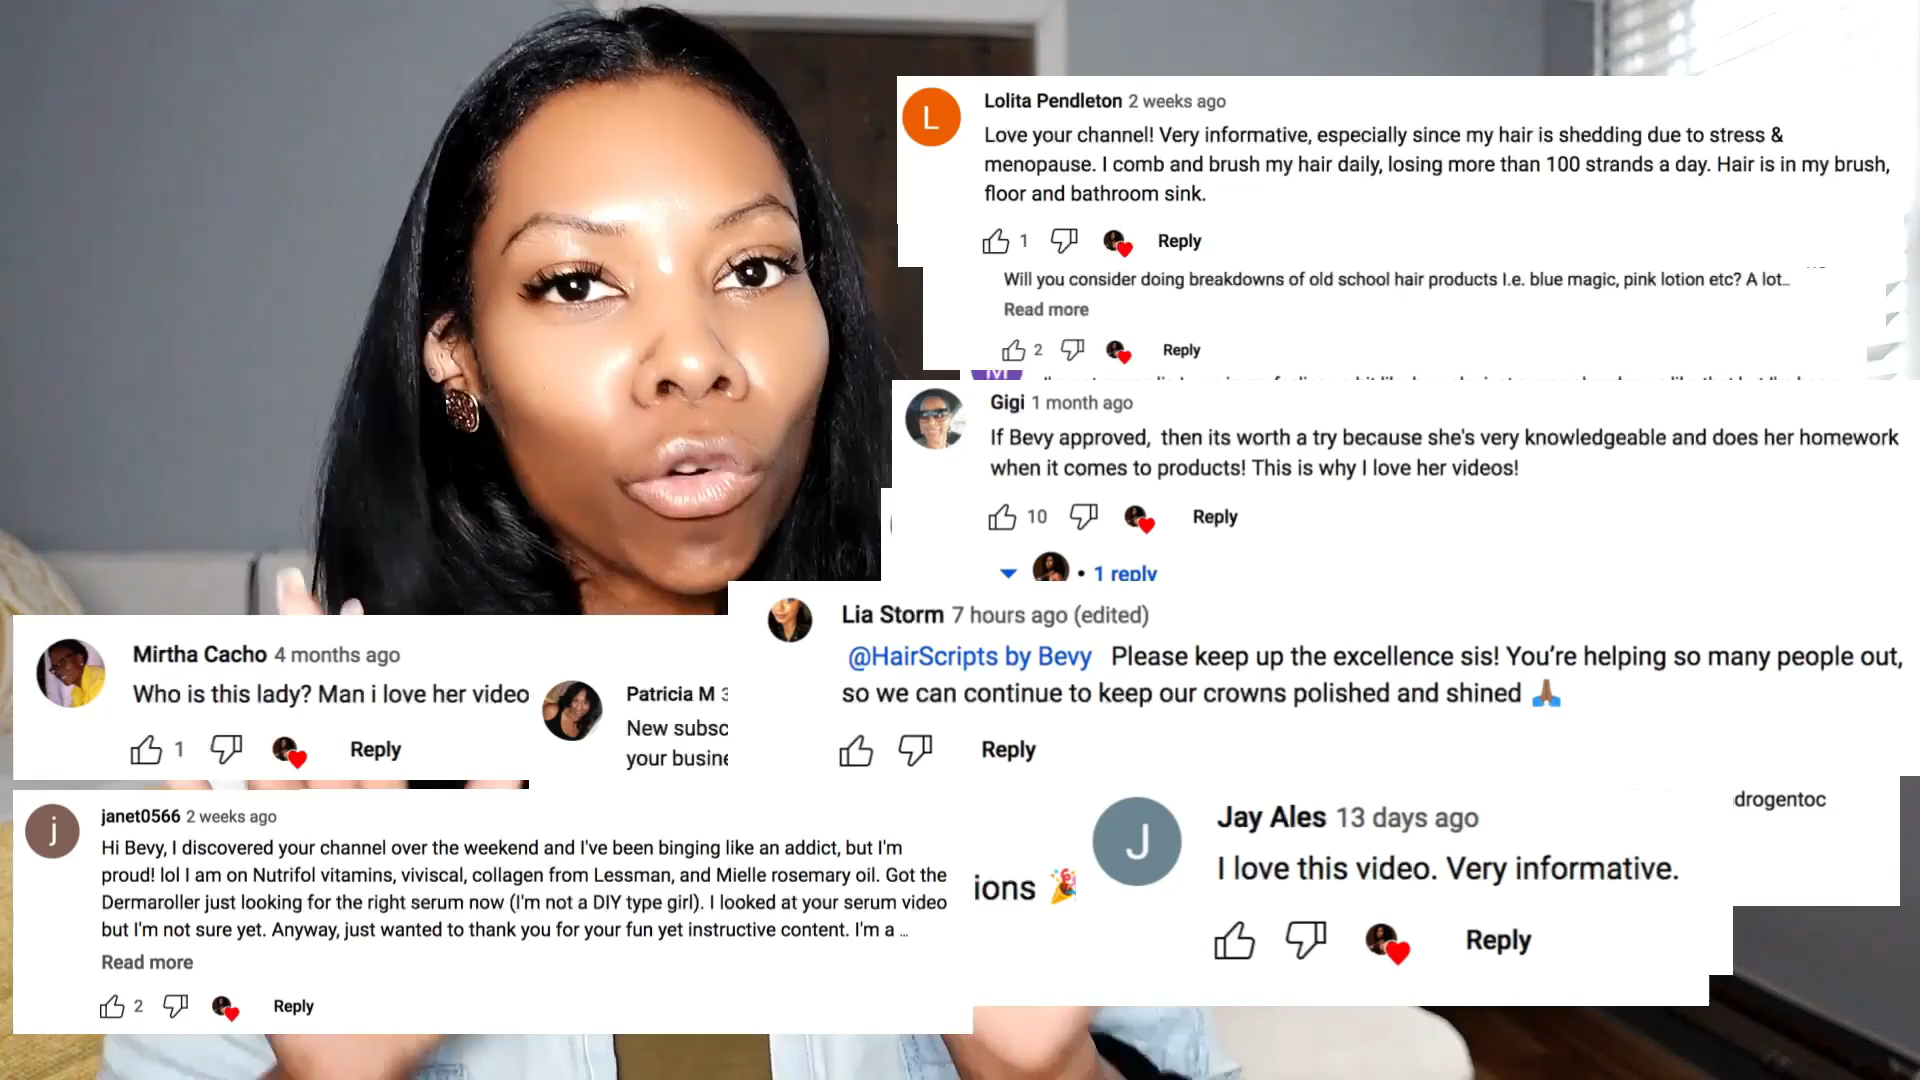 L
Lolita Pendleton 2 weeks ago
Love your channel! Very informative, especially since my hair is shedding due to stress &
menopause. I comb and brush my hair daily, losing more than 100 strands a day. Hair is in my brush,
floor and bathroom sink.
1 Reply
Will you consider doing breakdowns of old school hair products I.e. blue magic, pink lotion etc? A lot...
Read more
2 Reply
Gigi 1 month ago
If Bevy approved, then its worth a try because she's very knowledgeable and does her homework
when it comes to products! This is why I love her videos!
10 Reply
• 1 reply
Lia Storm 7 hours ago (edited)
@HairScripts by Bevy Please keep up the excellence sis! You're helping so many people out,
so we can continue to keep our crowns polished and shined 🙏🏾
Reply
Mirtha Cacho 4 months ago
Who is this lady? Man i love her video
1 Reply
Patricia M 3
New subsc
your busine
j
janet0566 2 weeks ago
Hi Bevy, I discovered your channel over the weekend and I've been binging like an addict, but I'm
proud! lol I am on Nutrifol vitamins, viviscal, collagen from Lessman, and Mielle rosemary oil. Got the
Dermaroller just looking for the right serum now (I'm not a DIY type girl). I looked at your serum video
but I'm not sure yet. Anyway, just wanted to thank you for your fun yet instructive content. I'm a ...
Read more
2 Reply
ions 🎉
drogentoc
J
Jay Ales 13 days ago
I love this video. Very informative.
Reply